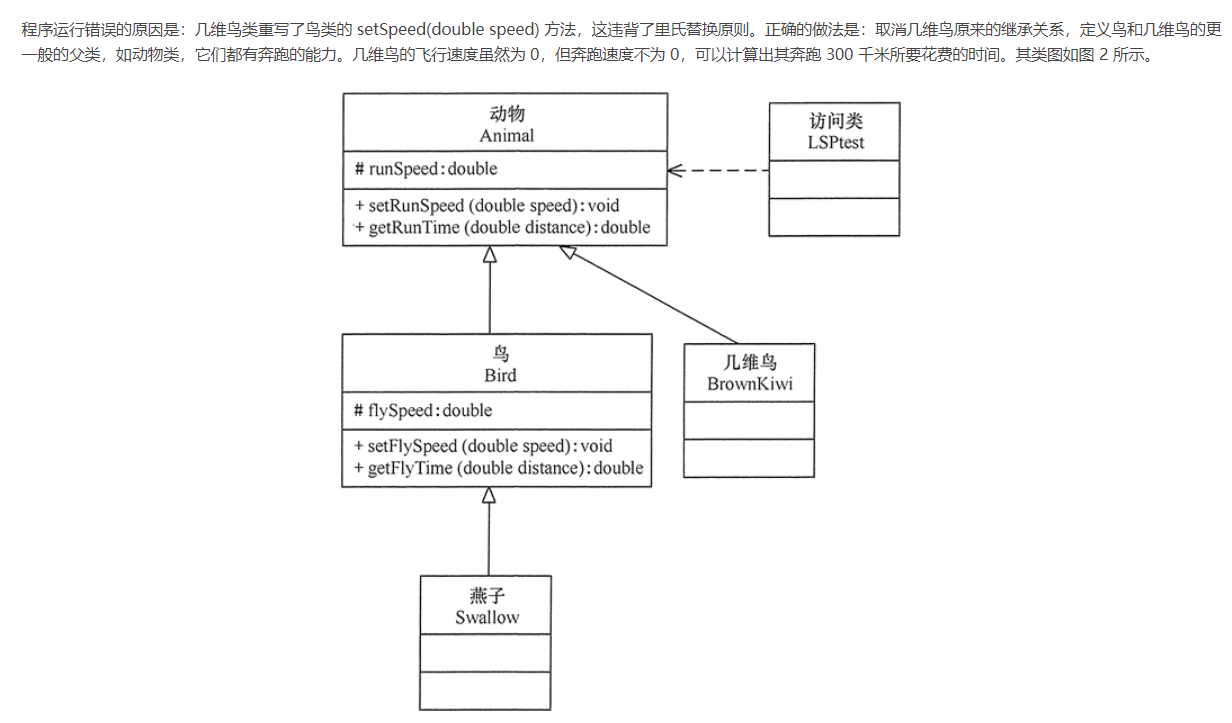 程序运行错误的原因是：几维鸟类重写了鸟类的 setSpeed(double speed) 方法，这违背了里氏替换原则。正确的做法是：取消几维鸟原来的继承关系，定义鸟和几维鸟的更
一般的父类，如动物类，它们都有奔跑的能力。几维鸟的飞行速度虽然为 0，但奔跑速度不为 0，可以计算出其奔跑 300 千米所要花费的时间。其类图如图 2 所示。
动物
Animal
# runSpeed:double
+ setRunSpeed (double speed):void
+ getRunTime (double distance):double
访问类
LSPtest
鸟
Bird
# flySpeed:double
+ setFlySpeed (double speed):void
+ getFlyTime (double distance):double
几维鸟
BrownKiwi
燕子
Swallow